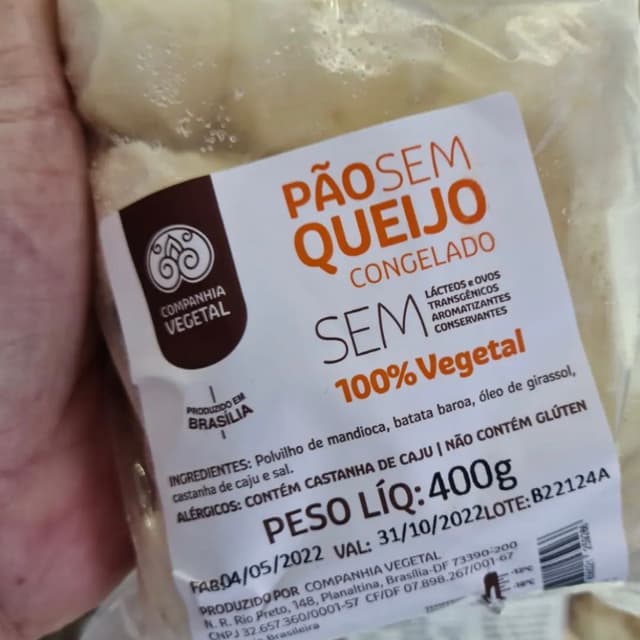 PÃO SEM
QUEIJO
CONGELADO
SEM
LÁCTEOS e OVOS
TRANSGÊNICOS
AROMATIZANTES
CONSERVANTES
100% Vegetal
COMPANHIA
VEGETAL
PRODUZIDO EM
BRASÍLIA
INGREDIENTES: Polvilho de mandioca, batata baroa, óleo de girassol,
castanha de caju e sal.
ALÉRGICOS: CONTÉM CASTANHA DE CAJU | NÃO CONTÉM GLÚTEN
PESO LÍQ: 400g
FAB 04/05/2022 VAL: 31/10/2022 LOTE: B22124A
PRODUZIDO POR COMPANHIA VEGETAL
N. R. Rio Preto, 148, Planaltina, Brasília-DF 73390-200
CNPJ 32.657.360/0001-57 CF/DF 07.898.267/001-67
Brasileira